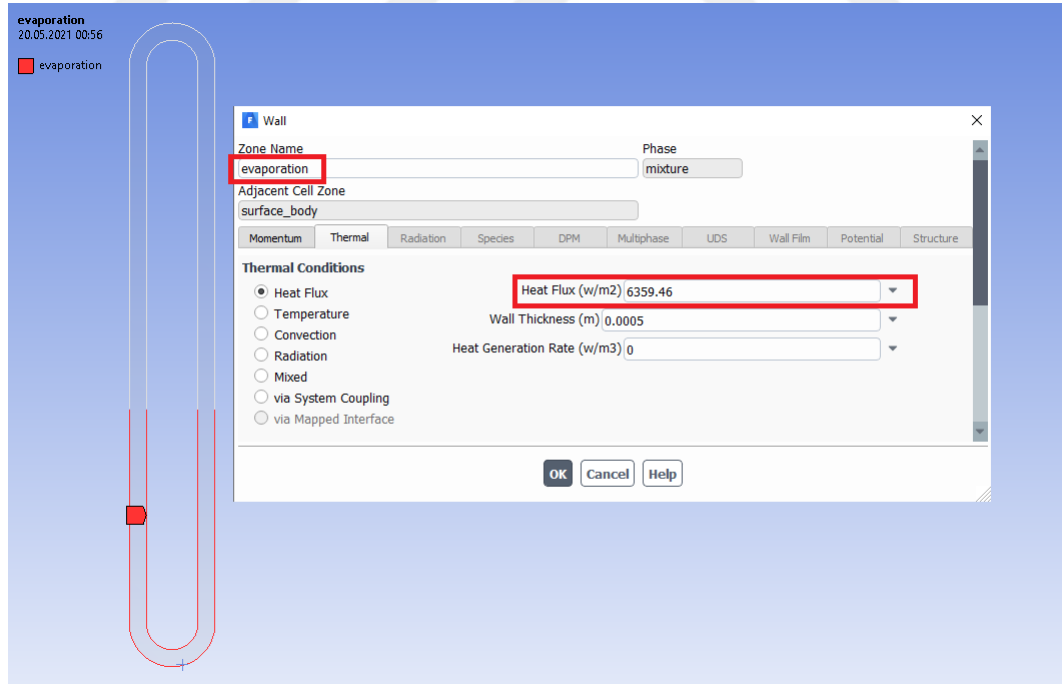 evaporation
20.05.2021 00:56
evaporation
Wall
Zone Name
Phase
evaporation
mixture
Adjacent Cell Zone
surface_body
Momentum Thermal Radiation Species DPM Multiphase UDS Wall Film Potential Structure
Thermal Conditions
Heat Flux
Temperature
Convection
Radiation
Mixed
via System Coupling
via Mapped Interface
Heat Flux (w/m2) 6359.46
Wall Thickness (m) 0.0005
Heat Generation Rate (w/m3) 0
OK Cancel Help